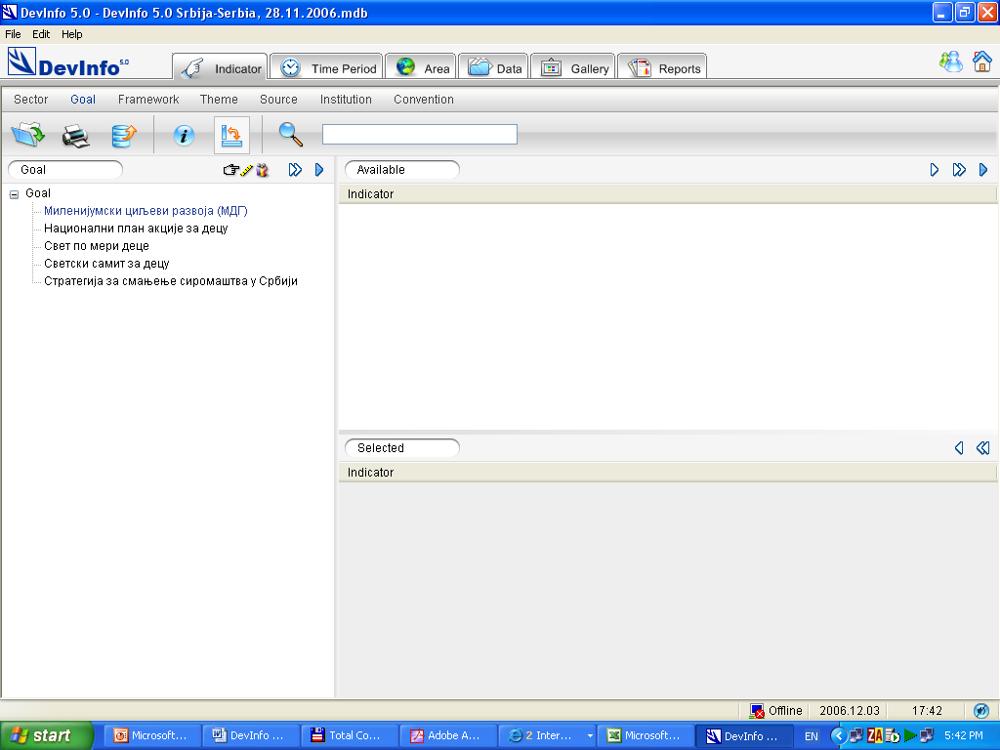 DevInfo 5.0 - DevInfo 5.0 Srbija-Serbia, 28.11.2006.mdb
File Edit Help
DevInfo 5.0
Indicator Time Period Area Data Gallery Reports
Sector Goal Framework Theme Source Institution Convention
Goal
Available
Goal
Indicator
Миленијумски циљеви развоја (МДГ)
Национални план акције за децу
Свет по мери деце
Светски самит за децу
Стратегија за смањење сиромаштва у Србији
Selected
Indicator
Offline 2006.12.03 17:42
start Microsoft... DevInfo ... Total Co... Adobe A... 2 Inter... Microsoft... DevInfo ... EN ZA 5:42 PM